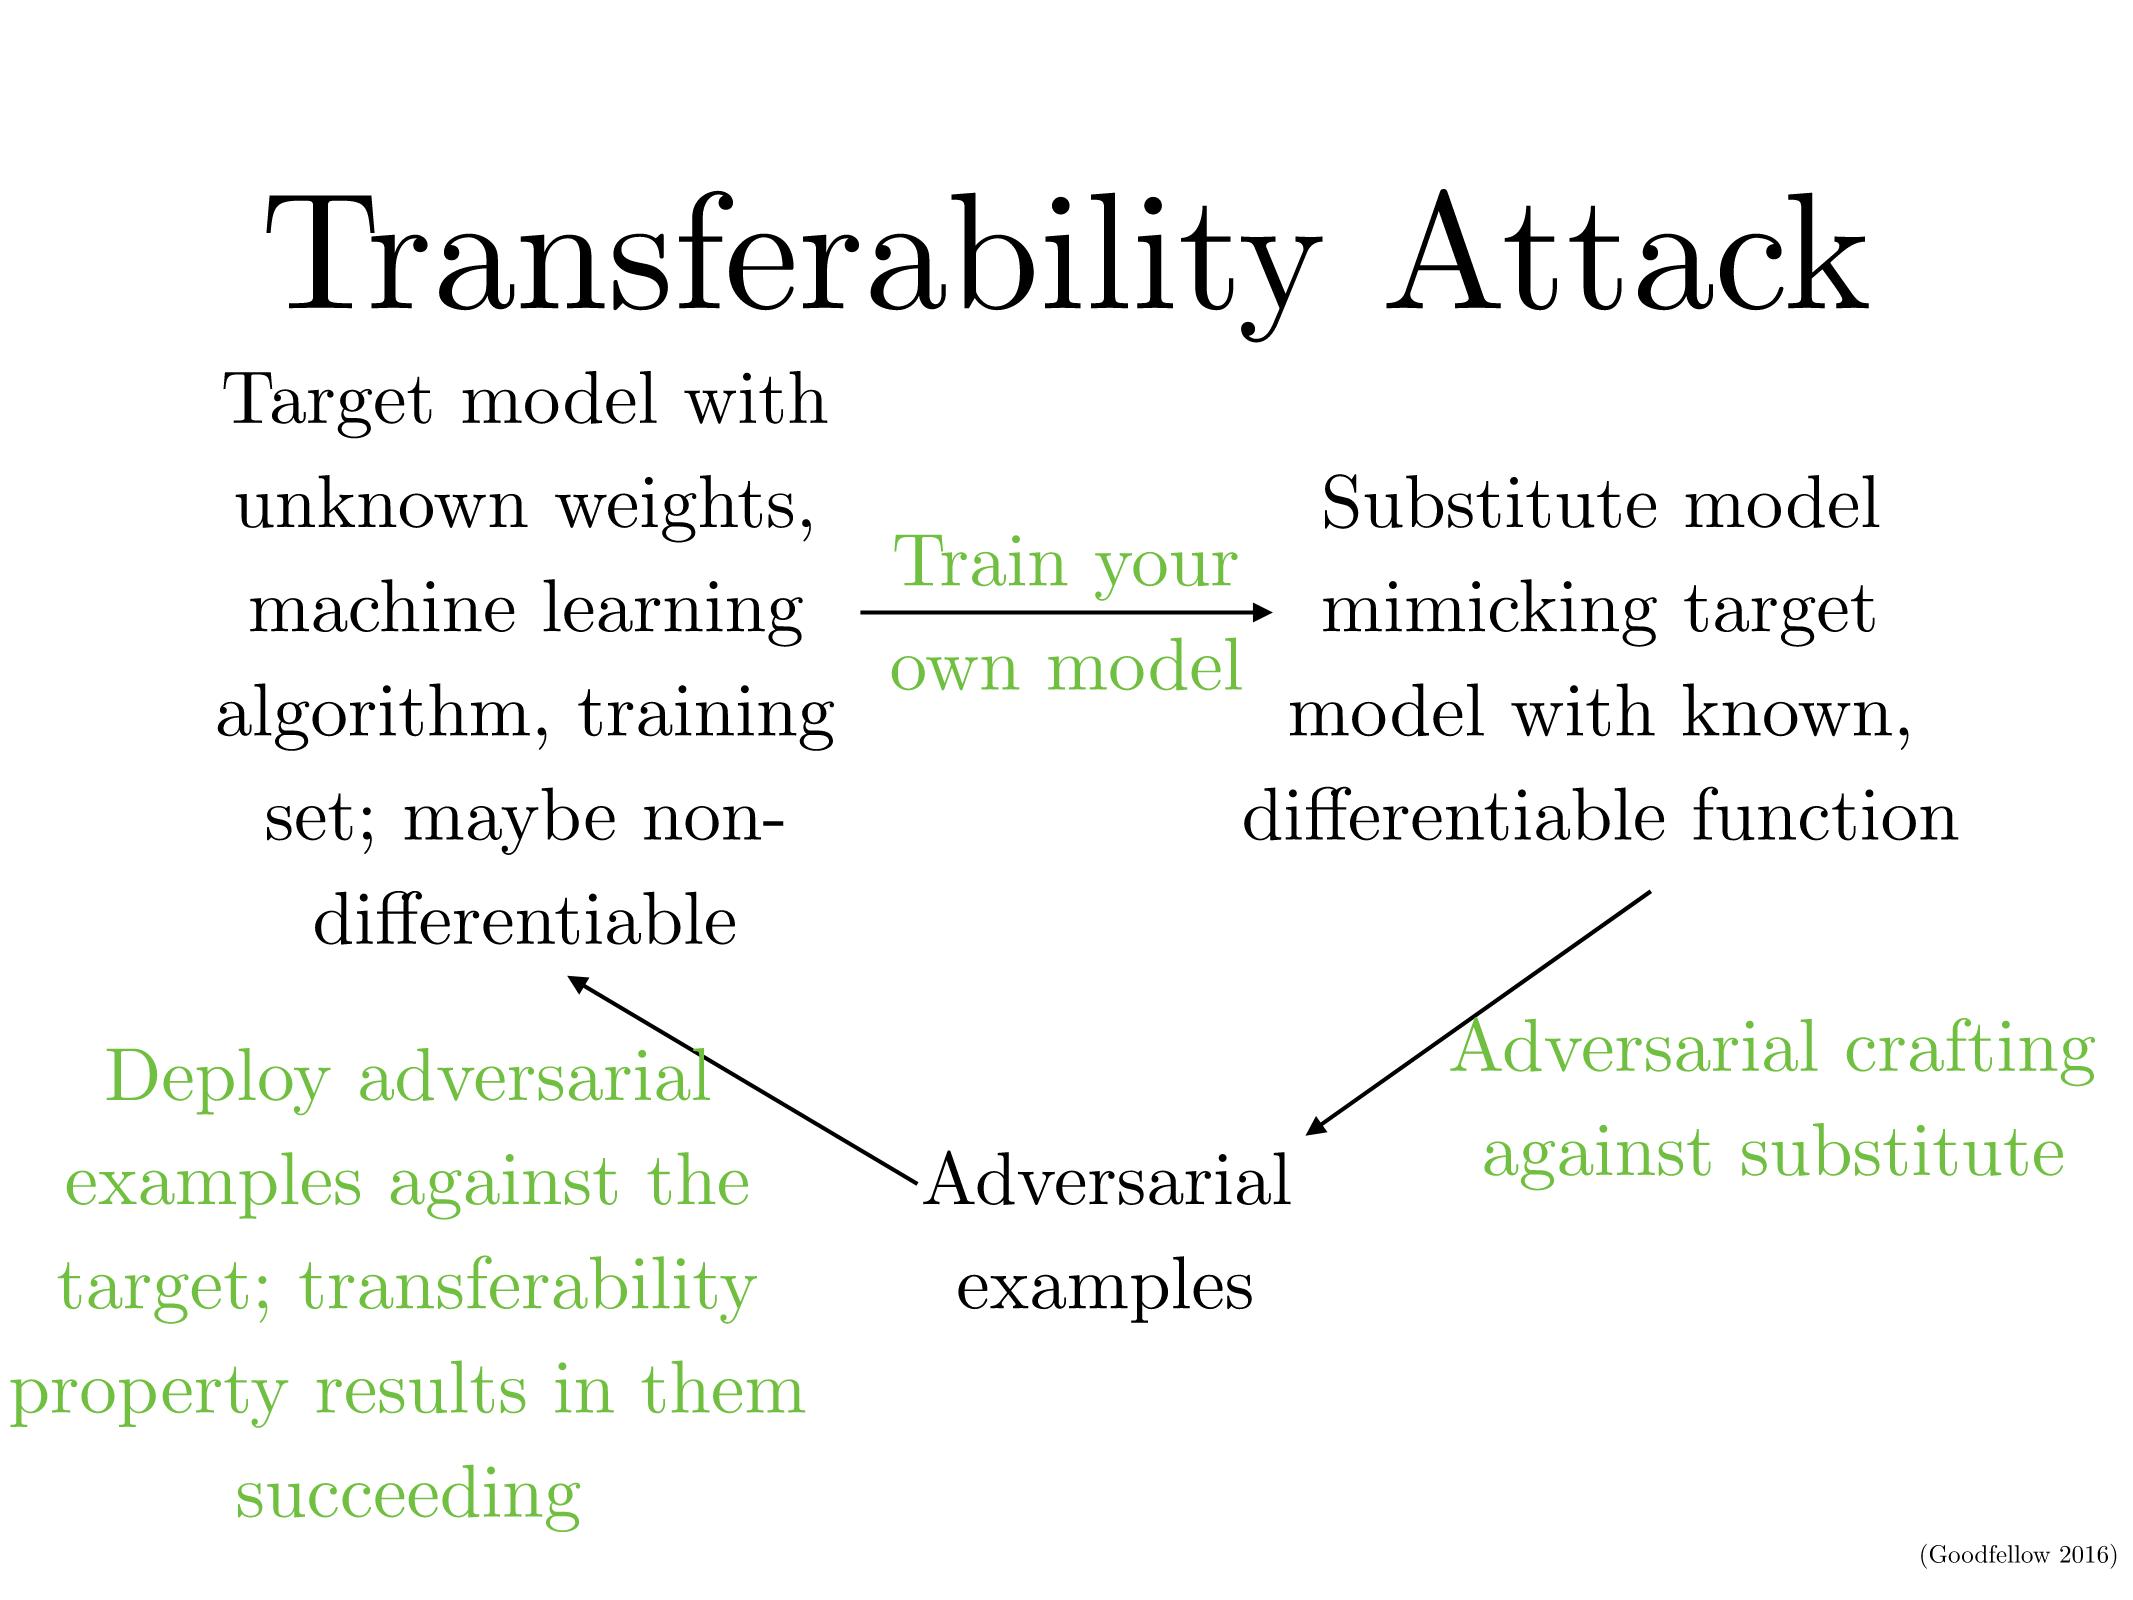 Transferability Attack
Target model with
unknown weights,
machine learning
algorithm, training
set; maybe non-
differentiable
Train your
own model
Substitute model
mimicking target
model with known,
differentiable function
Adversarial crafting
against substitute
Adversarial
examples
Deploy adversarial
examples against the
target; transferability
property results in them
succeeding
(Goodfellow 2016)